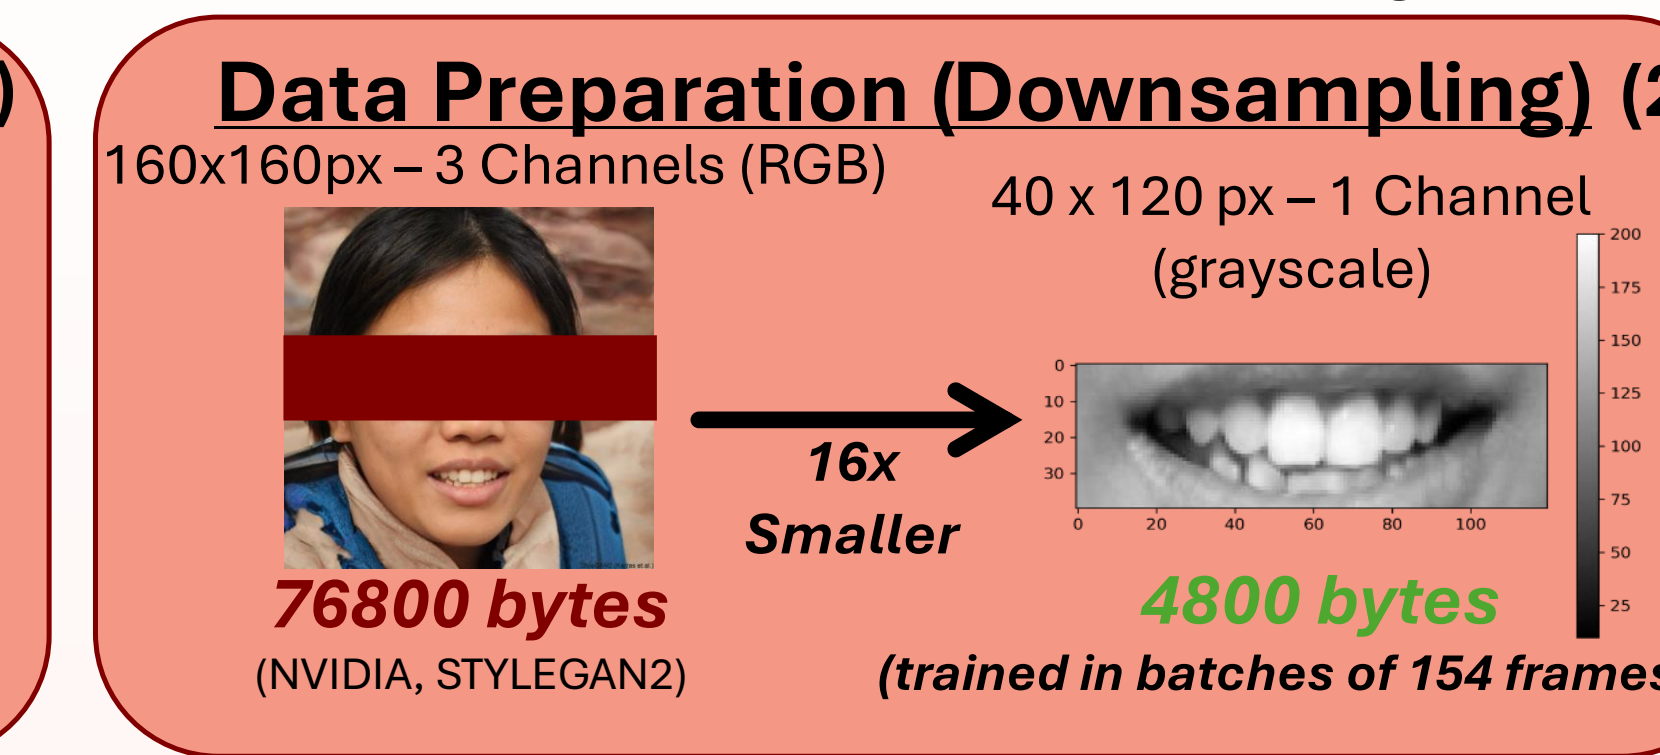 )
Data Preparation (Downsampling) (2
160x160px – 3 Channels (RGB)
40 x 120 px – 1 Channel
(grayscale)
200
175
150
125
100
75
50
25
0
10
20
30
0 20 40 60 80 100
16x
Smaller
76800 bytes
4800 bytes
(NVIDIA, STYLEGAN2)
(trained in batches of 154 frames